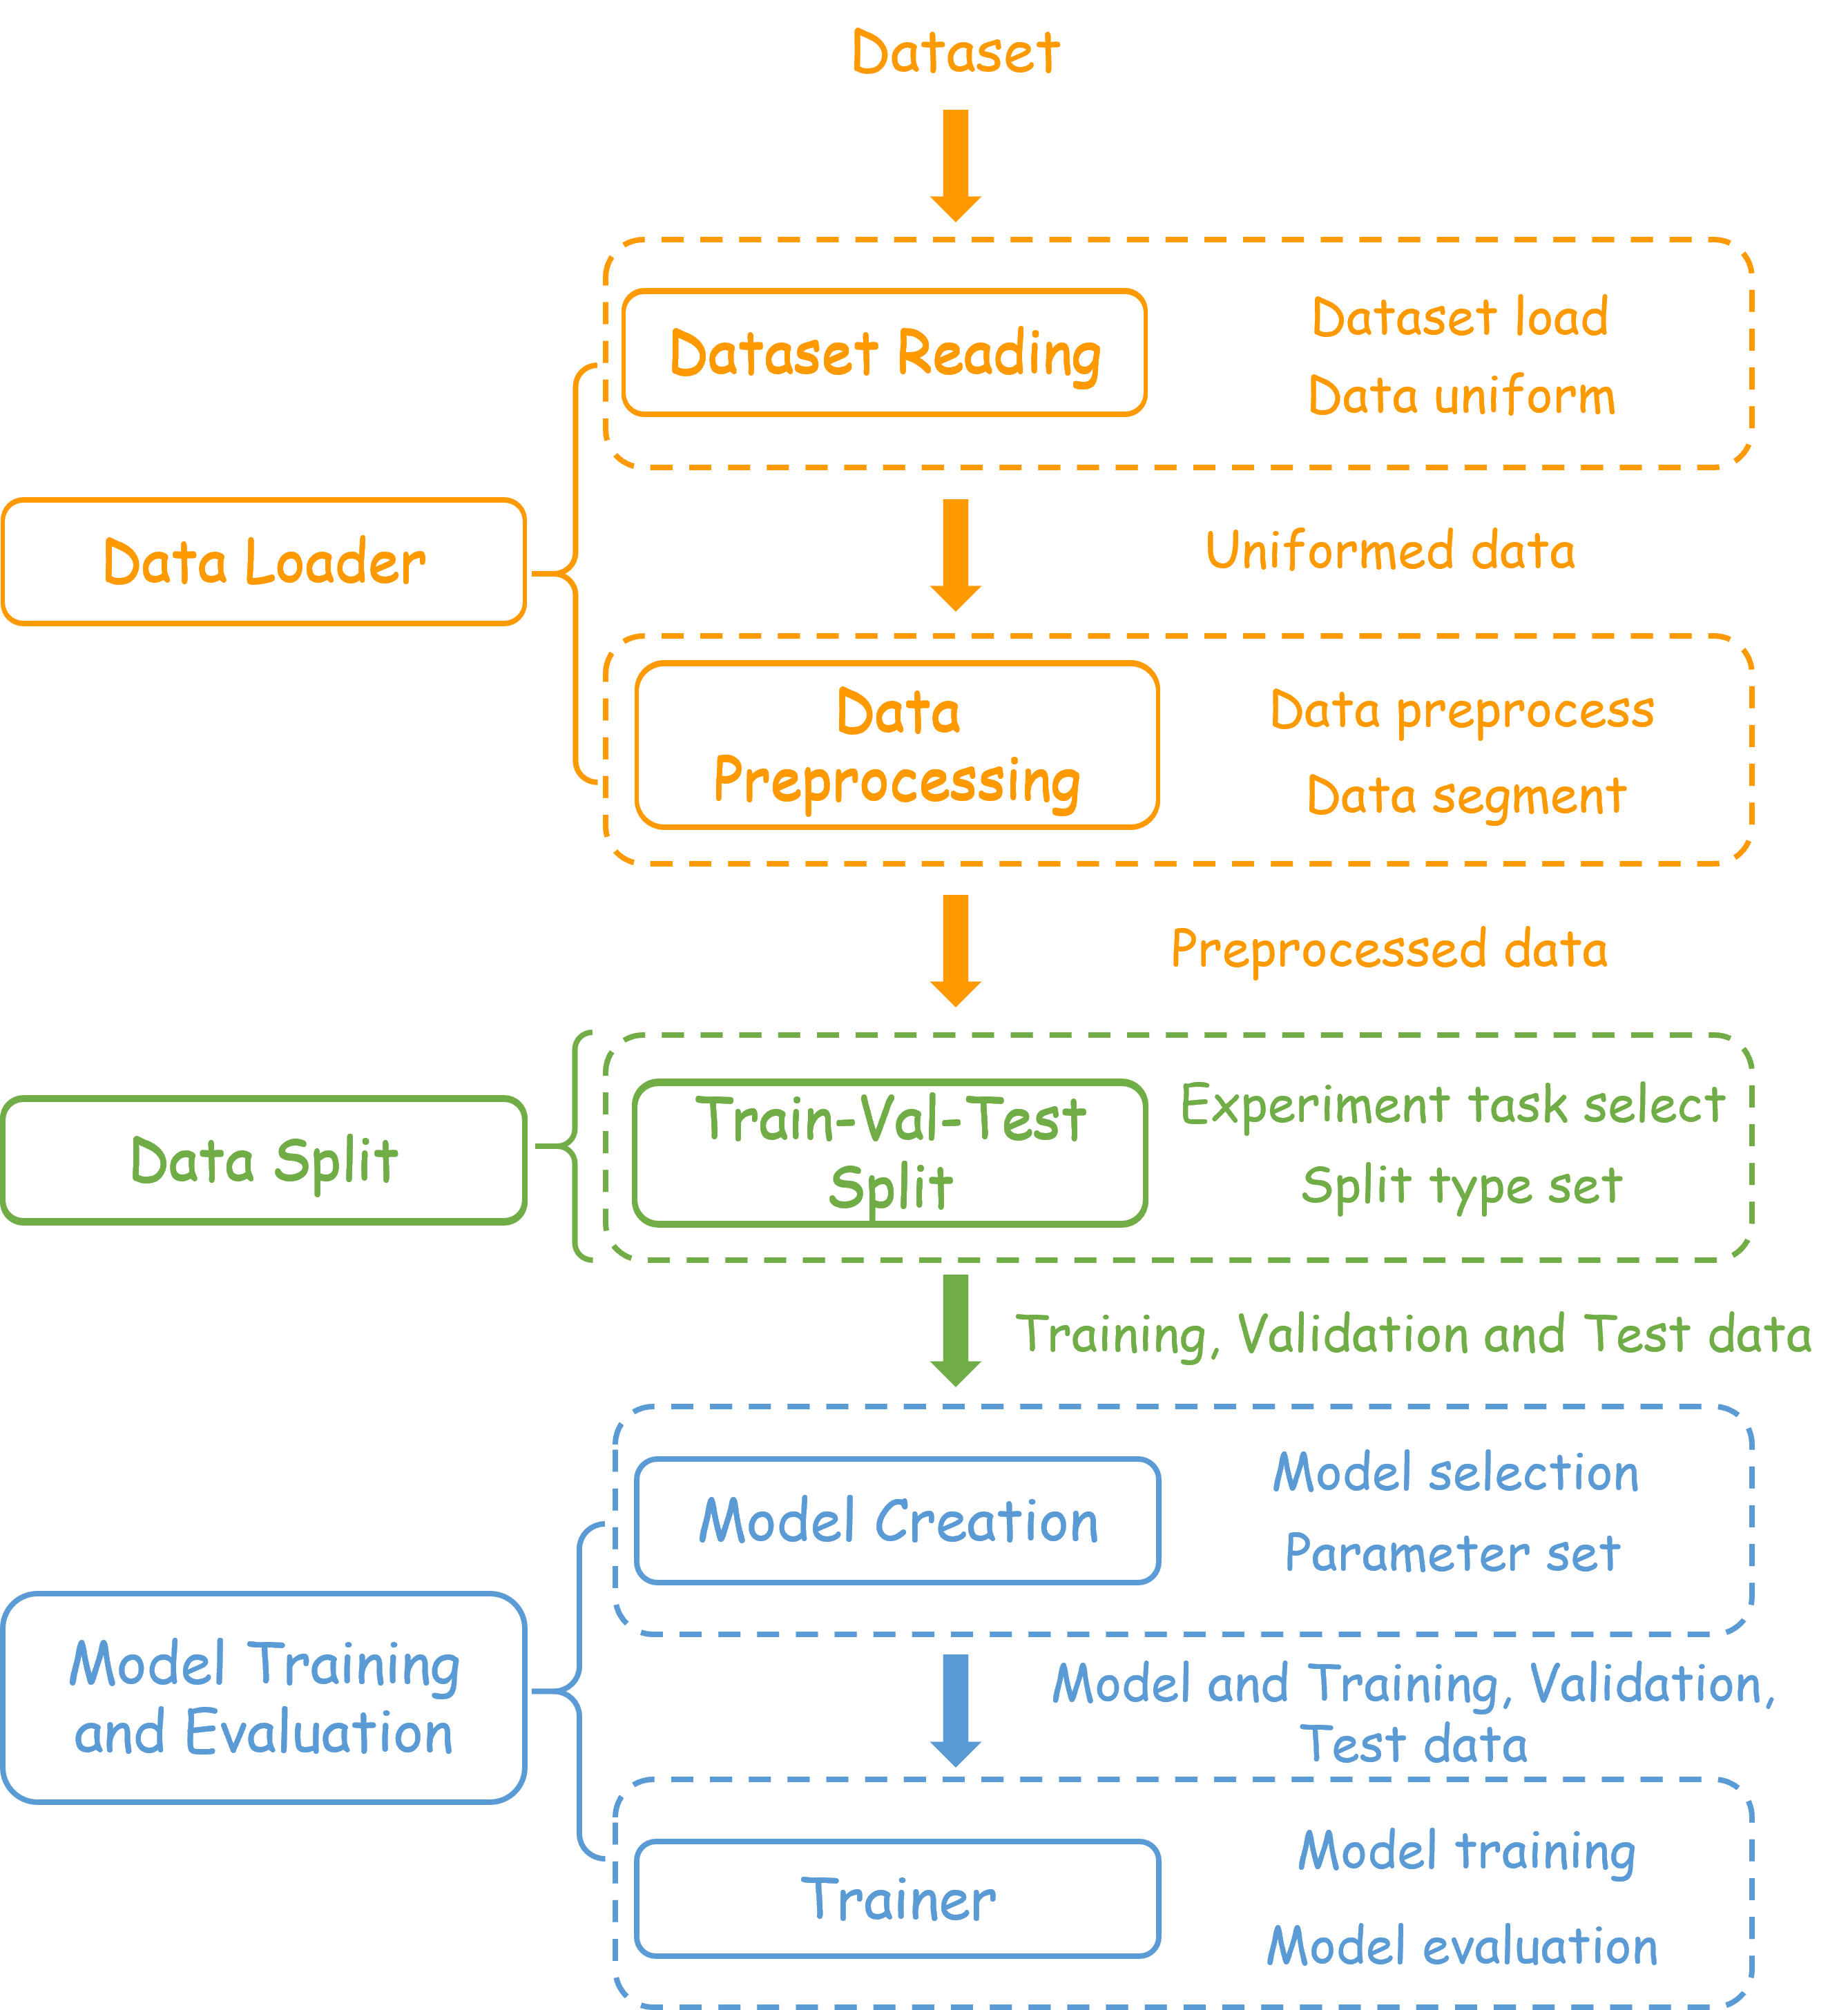 Dataset
Dataset Reading
Dataset load
Data uniform
Data Loader
Uniformed data
Data
Preprocessing
Data preprocess
Data segment
Preprocessed data
Data Split
Train-Val-Test
Split
Experiment task select
Split type set
Training, Validation and Test data
Model Creation
Model selection
Parameter set
Model Training
and Evaluation
Model and Training, Validation,
Test data
Trainer
Model training
Model evaluation